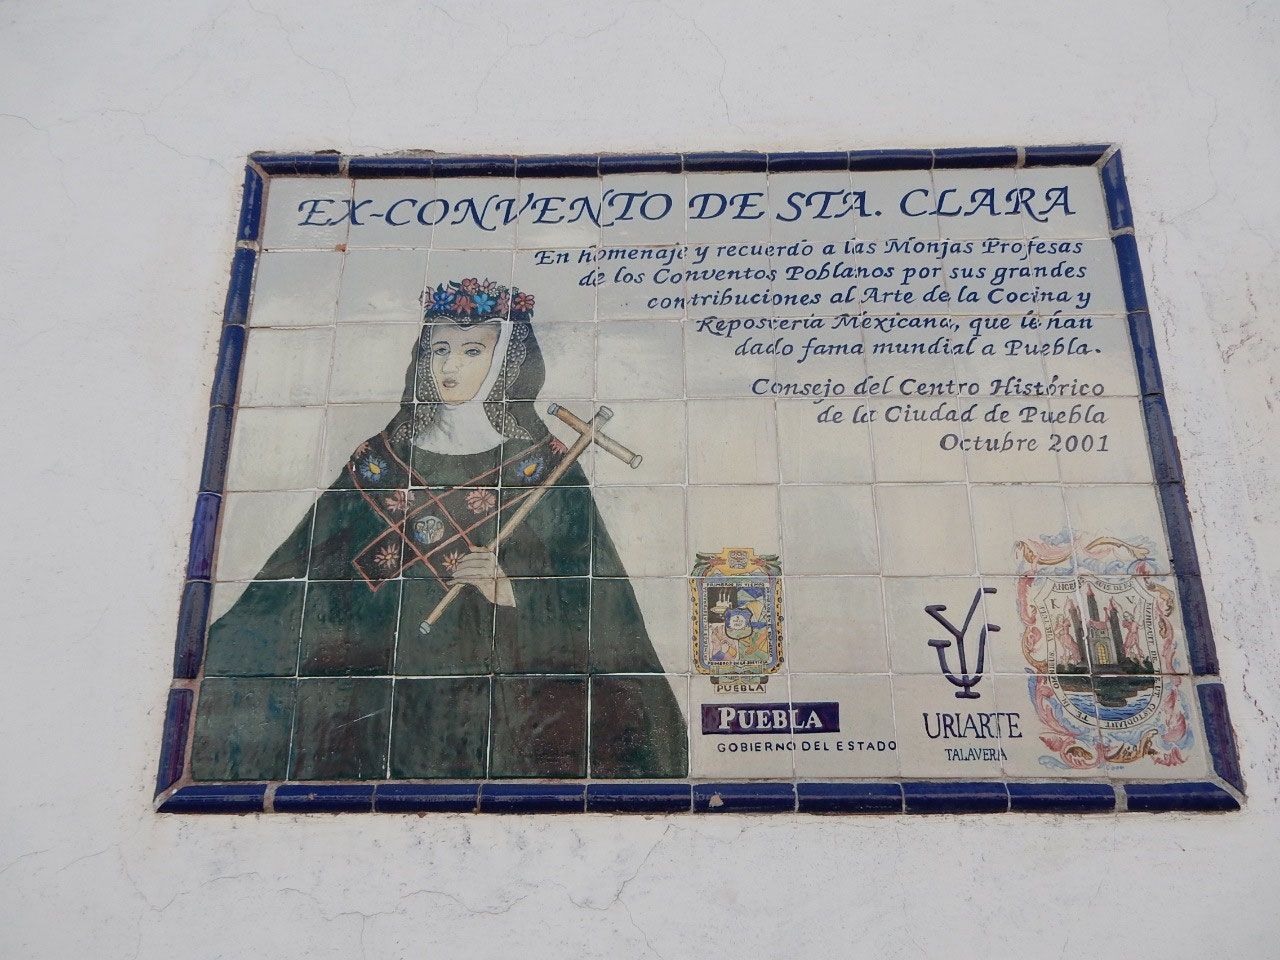 EX-CONVENTO DE STA. CLARA
En homenaje y recuerdo a las Monjas Profesas
de los Conventos Poblanos por sus grandes
contribuciones al Arte de la Cocina y
Repostería Mexicana, que le han
dado fama mundial a Puebla.
Consejo del Centro Histórico
de la Ciudad de Puebla
Octubre 2001
PUEBLA
PUEBLA
GOBIERNO DEL ESTADO
URIARTE
TALAVERA
K V